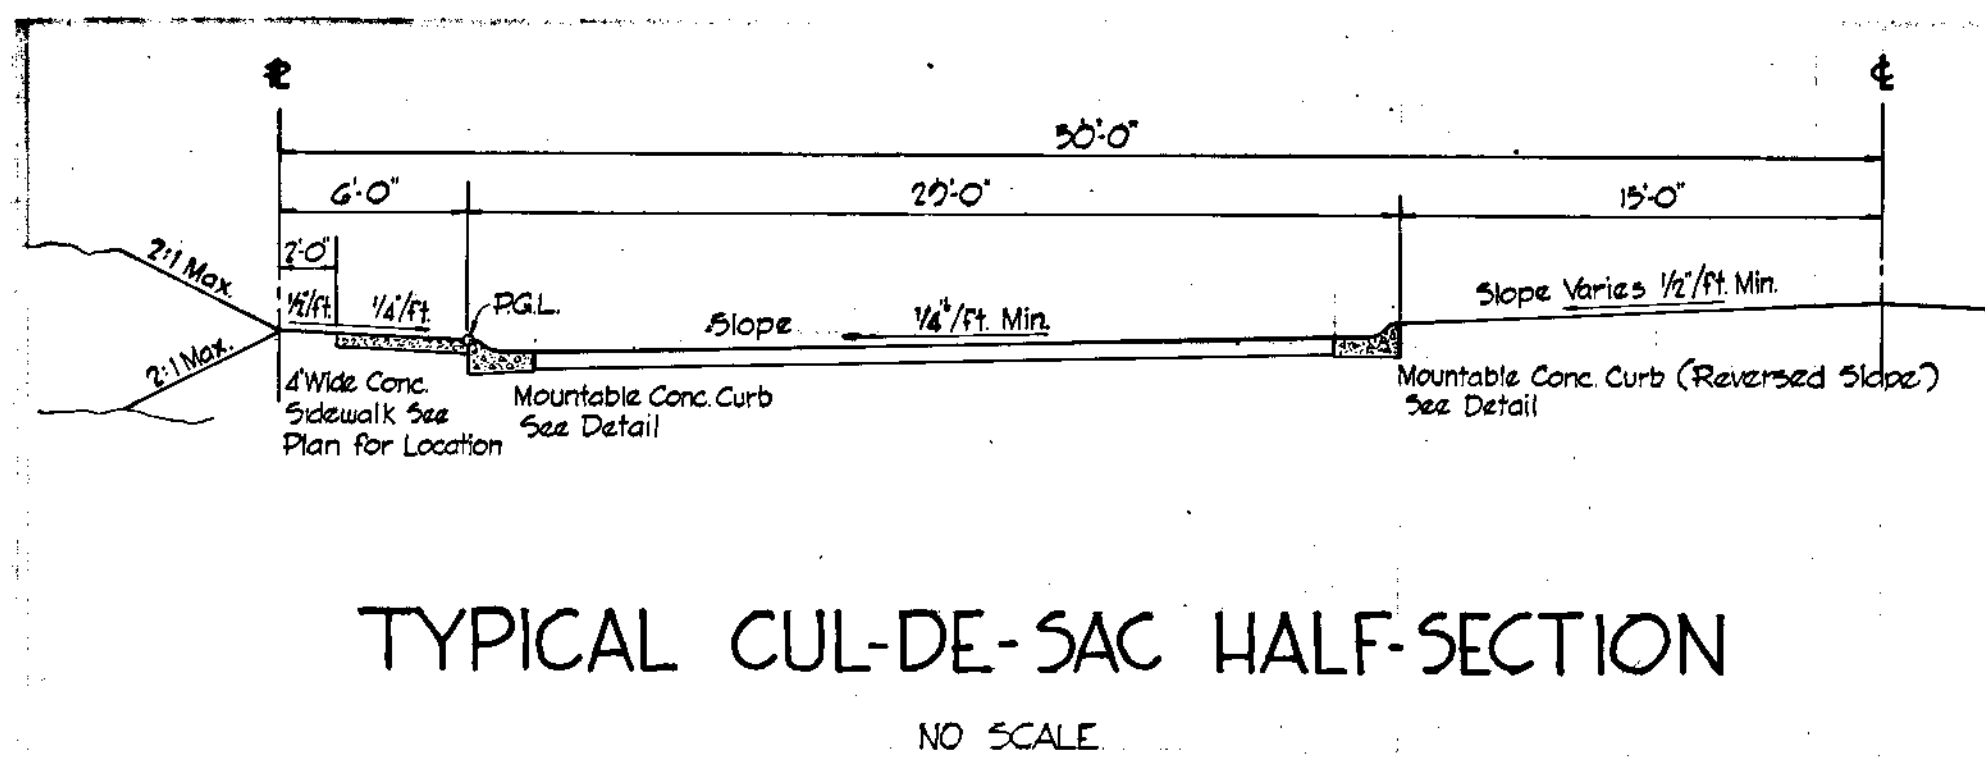 PL
CL
50'-0"
6'-0"
29'-0"
15'-0"
2'-0"
2:1 Max.
1/2"/ft.
1/4"/ft.
P.G.L.
Slope
1/4"/Ft. Min.
Slope Varies 1/2"/ft. Min.
2:1 Max.
4' Wide Conc.
Sidewalk See
Plan for Location
Mountable Conc. Curb
See Detail
Mountable Conc. Curb (Reversed Slope)
See Detail
TYPICAL CUL-DE-SAC HALF-SECTION
NO SCALE